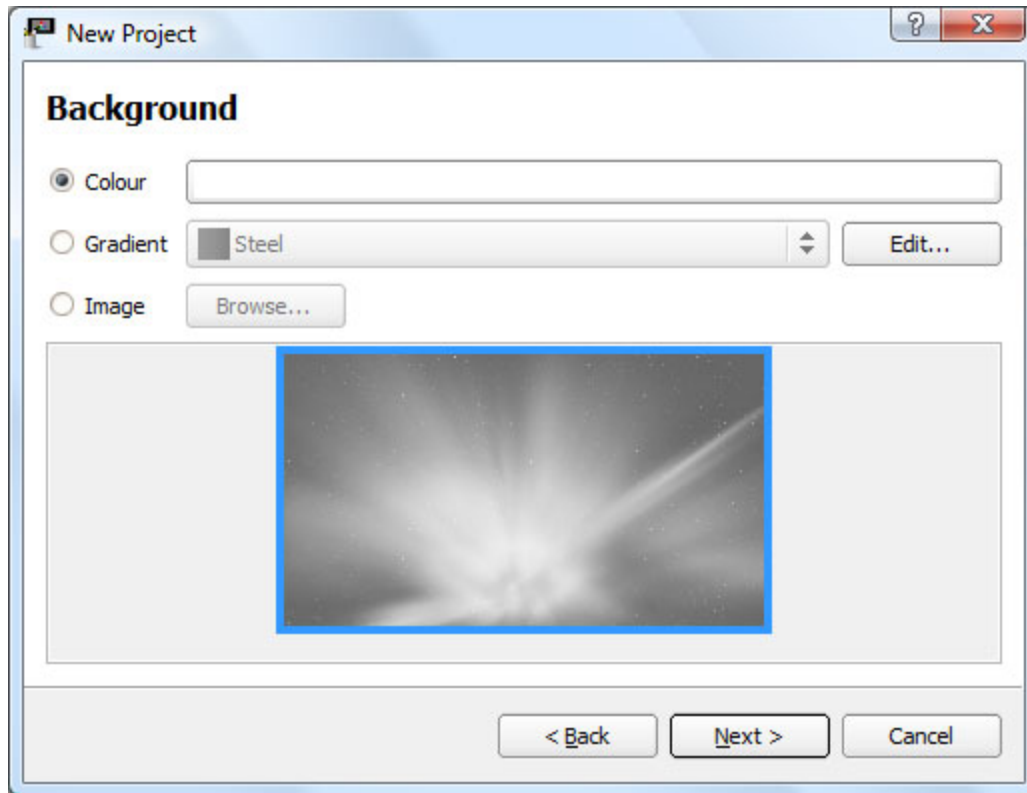 New Project
Background
Colour
Gradient Steel Edit...
Image Browse...
< Back Next > Cancel